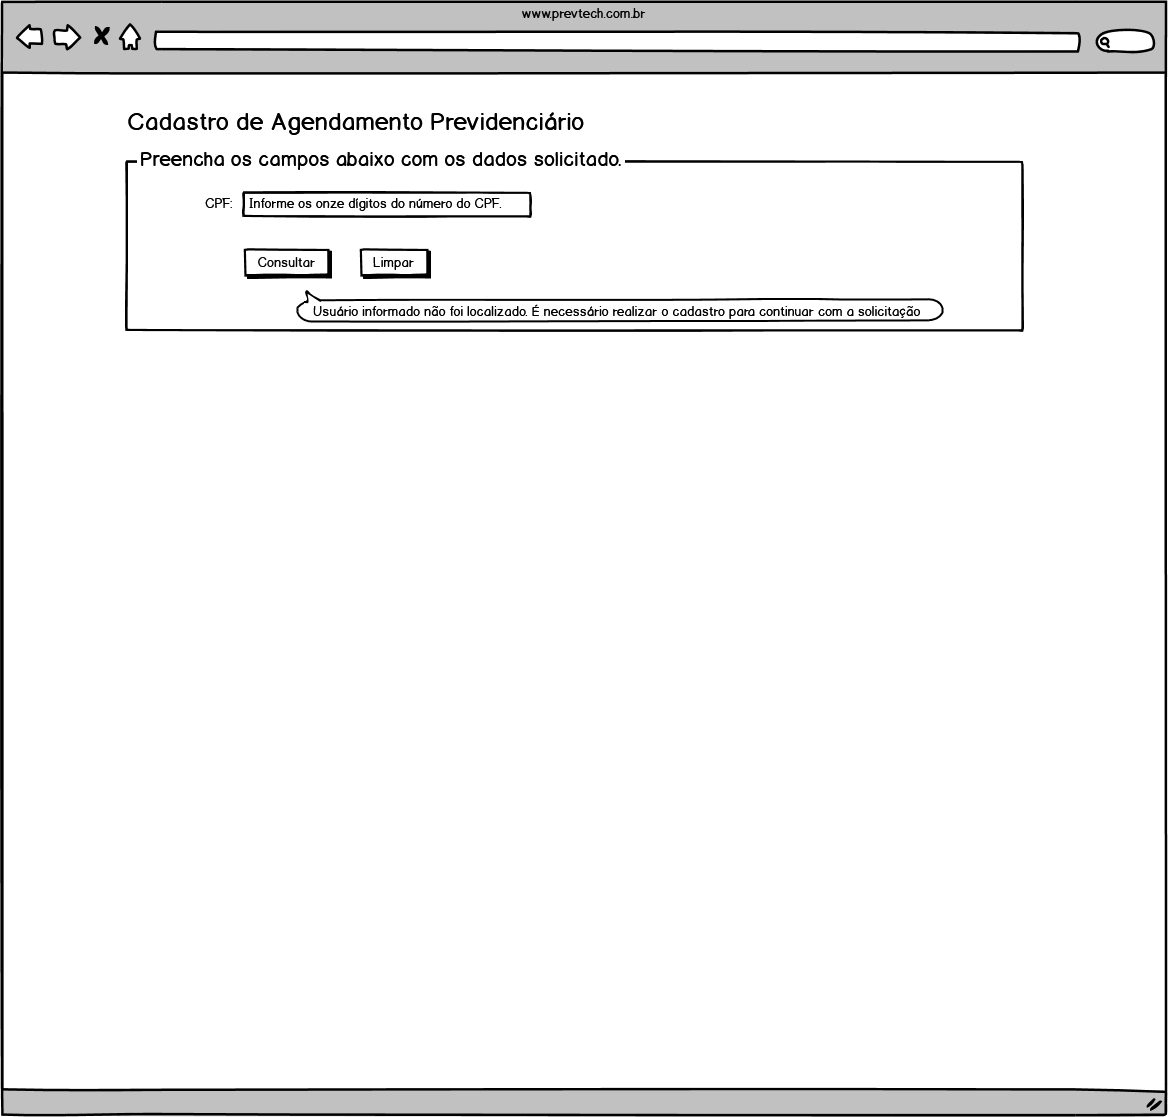 www.prevtech.com.br
Cadastro de Agendamento Previdenciário
Preencha os campos abaixo com os dados solicitado.
CPF: Informe os onze dígitos do número do CPF.
Consultar Limpar
Usuário informado não foi localizado. É necessário realizar o cadastro para continuar com a solicitação